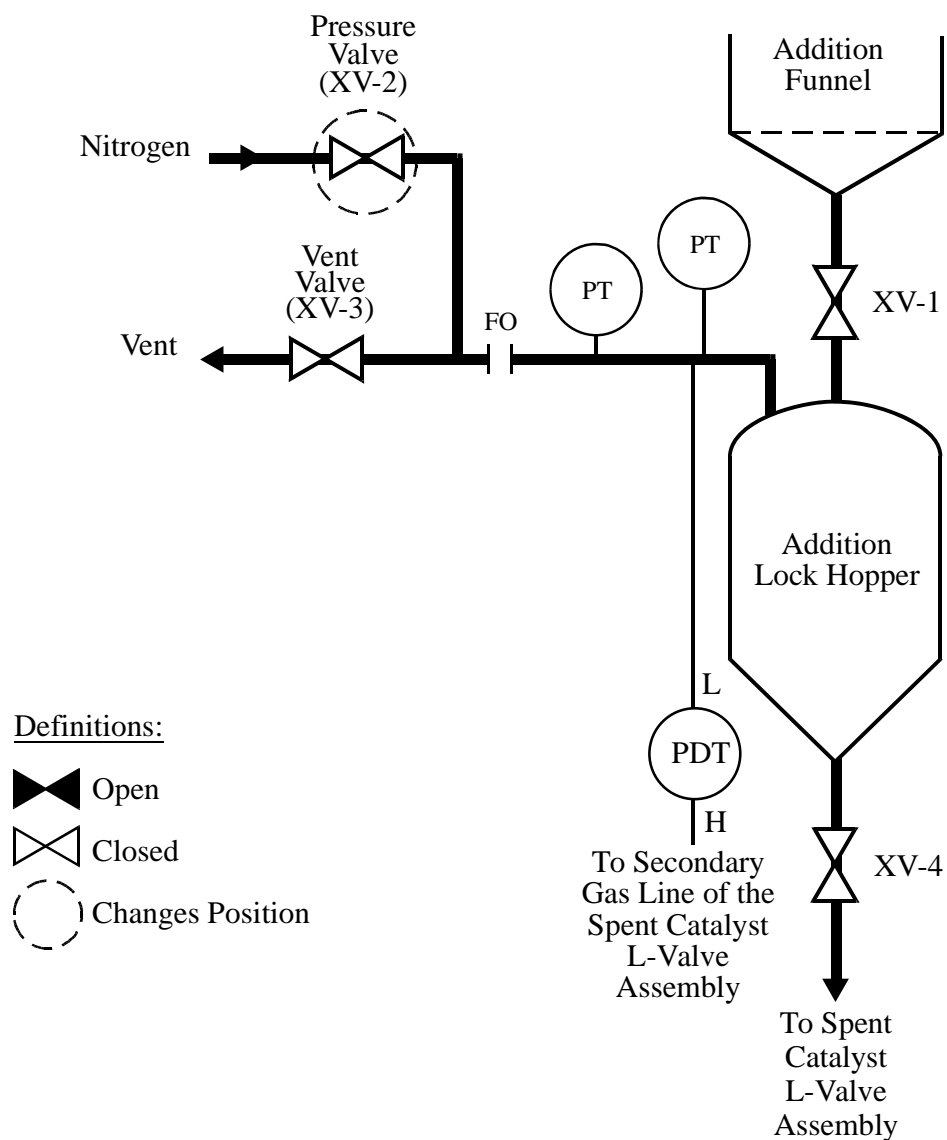 Pressure
Valve
(XV-2)
Addition
Funnel
Nitrogen
PT
Vent
Valve
(XV-3)
PT
XV-1
FO
Vent
Addition
Lock Hopper
L
Definitions:
PDT
Open
H
Closed
To Secondary
Gas Line of the
Spent Catalyst
L-Valve
Assembly
XV-4
Changes Position
To Spent
Catalyst
L-Valve
Assembly